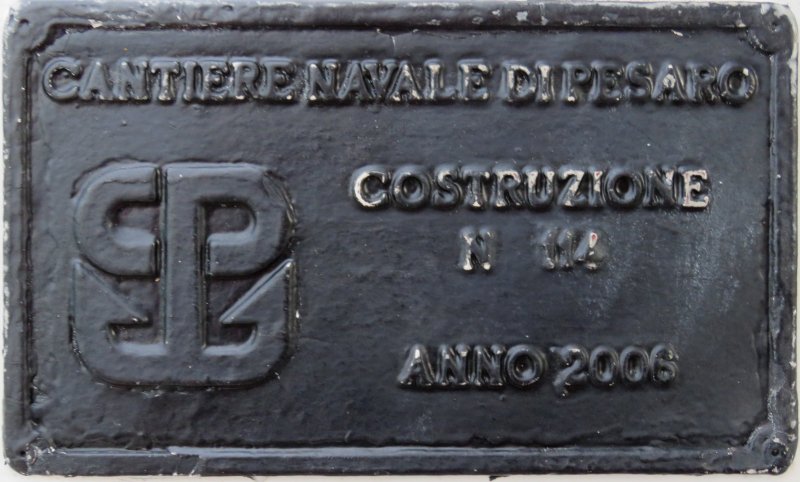 CANTIERE NAVALE DI PESARO
COSTRUZIONE
N 114
ANNO 2006